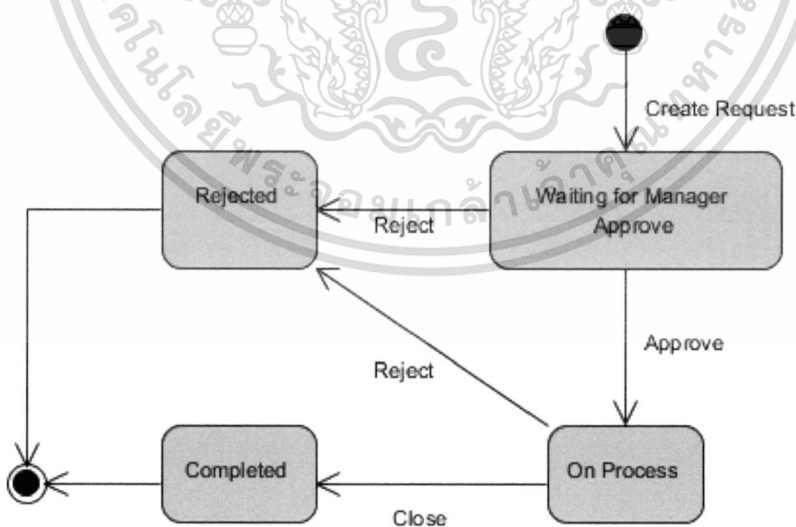 Create Request
Rejected
Waiting for Manager
Approve
Reject
Approve
Reject
Completed
On Process
Close